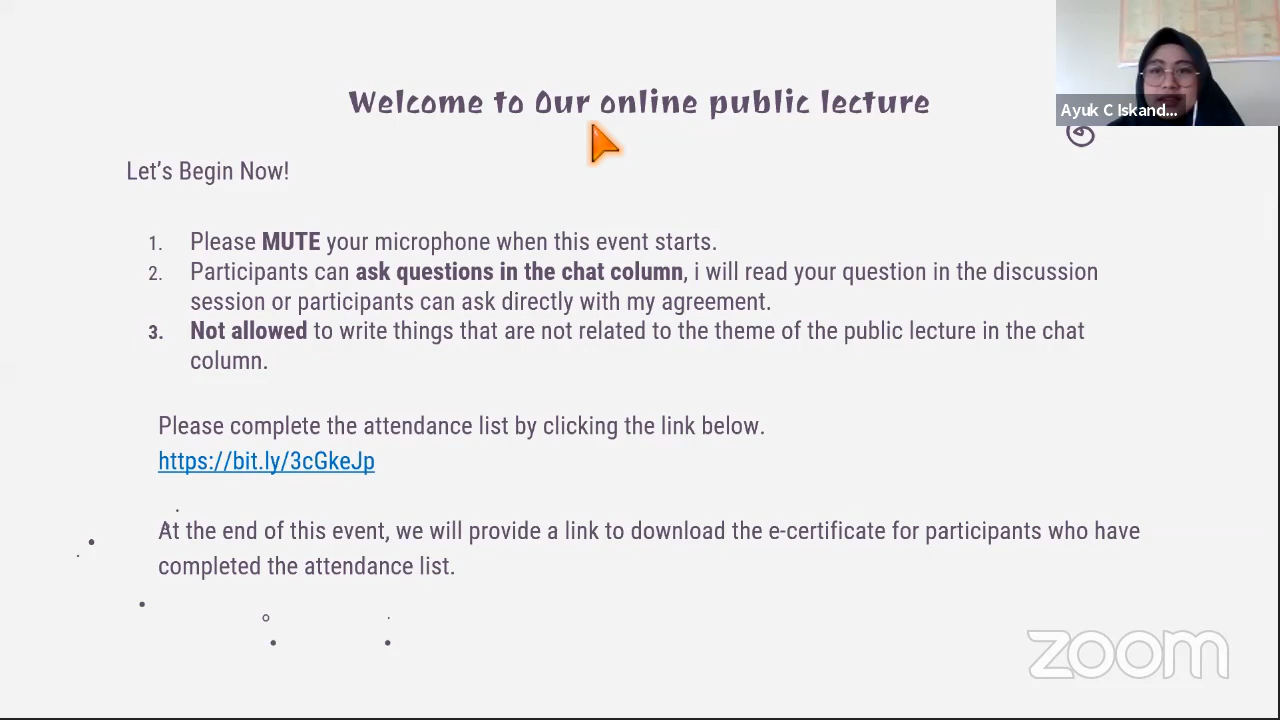 Welcome to Our online public lecture
Ayuk C Iskand...
Let's Begin Now!
1. Please MUTE your microphone when this event starts.
2. Participants can ask questions in the chat column, i will read your question in the discussion
session or participants can ask directly with my agreement.
3. Not allowed to write things that are not related to the theme of the public lecture in the chat
column.
Please complete the attendance list by clicking the link below.
https://bit.ly/3cGkeJp
At the end of this event, we will provide a link to download the e-certificate for participants who have
completed the attendance list.
zoom